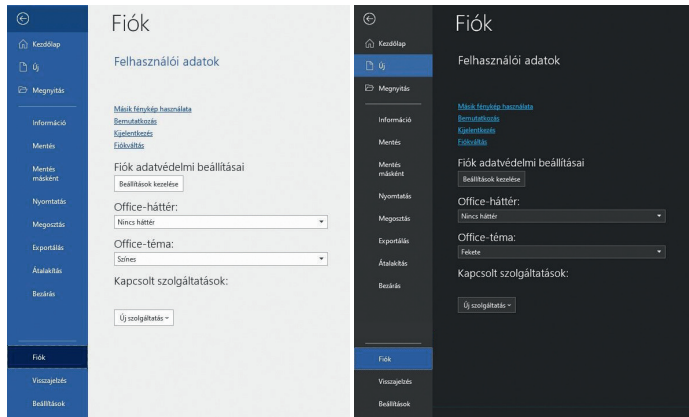 Kezdőlap
Új
Megnyitás
Információ
Mentés
Mentés
másként
Nyomtatás
Megosztás
Exportálás
Átalakítás
Bezárás
Fiók
Visszajelzés
Beállítások
Fiók
Felhasználói adatok
Másik fénykép használata
Bemutatkozás
Kijelentkezés
Fiókváltás
Fiók adatvédelmi beállításai
Beállítások kezelése
Office-háttér:
Nincs háttér
Office-téma:
Színes
Kapcsolt szolgáltatások:
Új szolgáltatás
Kezdőlap
Új
Megnyitás
Információ
Mentés
Mentés
másként
Nyomtatás
Megosztás
Exportálás
Átalakítás
Bezárás
Fiók
Visszajelzés
Beállítások
Fiók
Felhasználói adatok
Másik fénykép használata
Bemutatkozás
Kijelentkezés
Fiókváltás
Fiók adatvédelmi beállításai
Beállítások kezelése
Office-háttér:
Nincs háttér
Office-téma:
Fekete
Kapcsolt szolgáltatások:
Új szolgáltatás